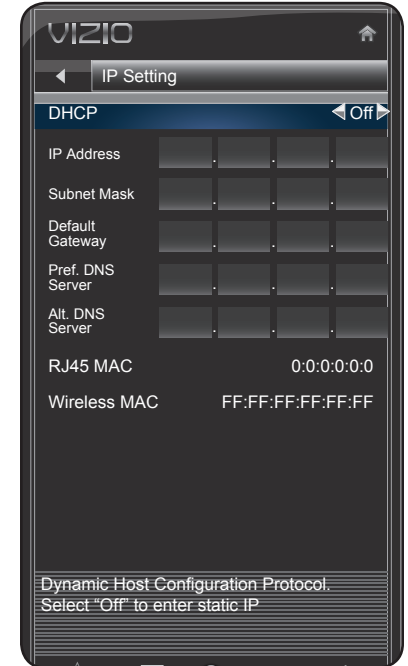 VIZIO
IP Setting
DHCP Off
IP Address . . .
Subnet Mask . . .
Default
Gateway . . .
Pref. DNS
Server . . .
Alt. DNS
Server . . .
RJ45 MAC 0:0:0:0:0:0
Wireless MAC FF:FF:FF:FF:FF:FF
Dynamic Host Configuration Protocol.
Select “Off” to enter static IP